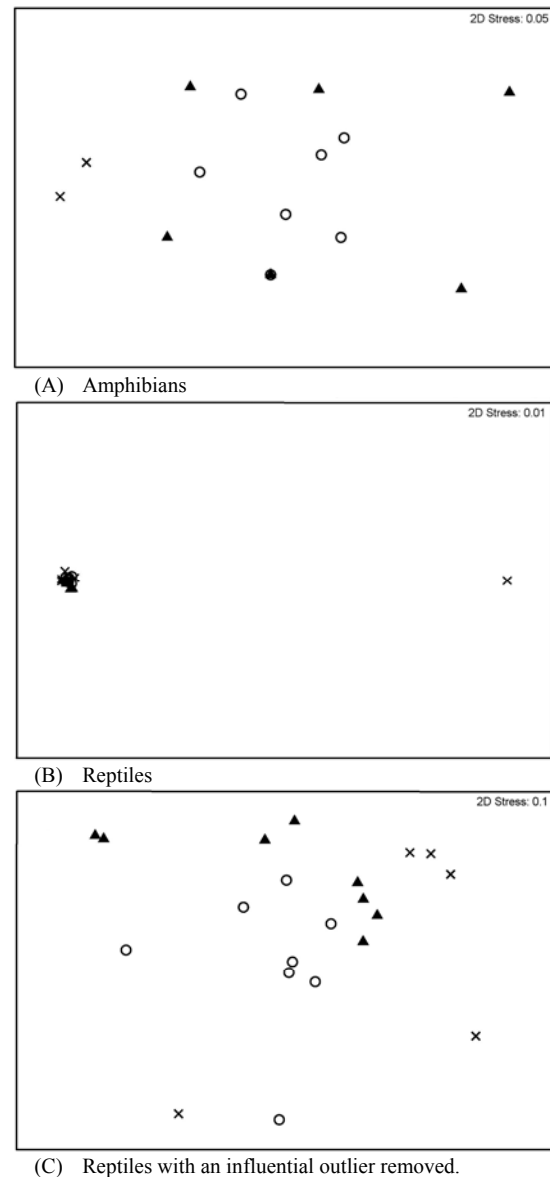 2D Stress: 0.05
(A) Amphibians
2D Stress: 0.01
(B) Reptiles
2D Stress: 0.1
(C) Reptiles with an influential outlier removed.